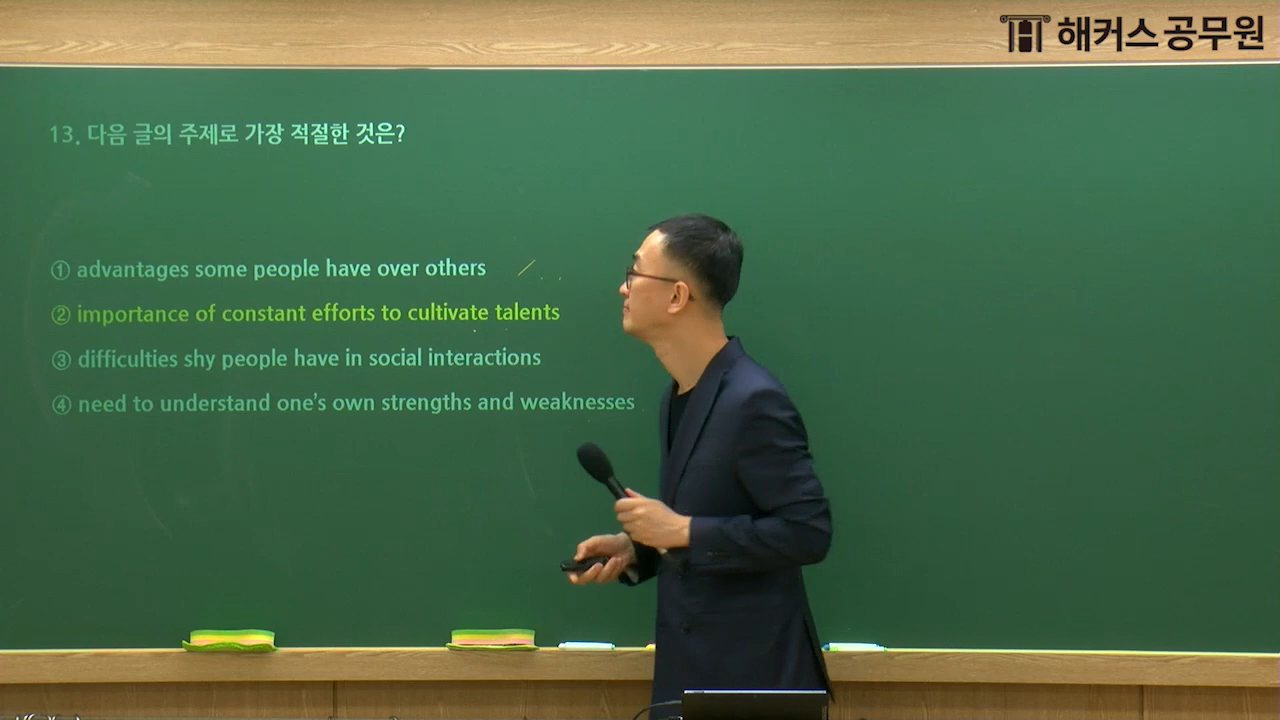 해커스공무원
13. 다음 글의 주제로 가장 적절한 것은?
① advantages some people have over others
② importance of constant efforts to cultivate talents
③ difficulties shy people have in social interactions
④ need to understand one's own strengths and weaknesses